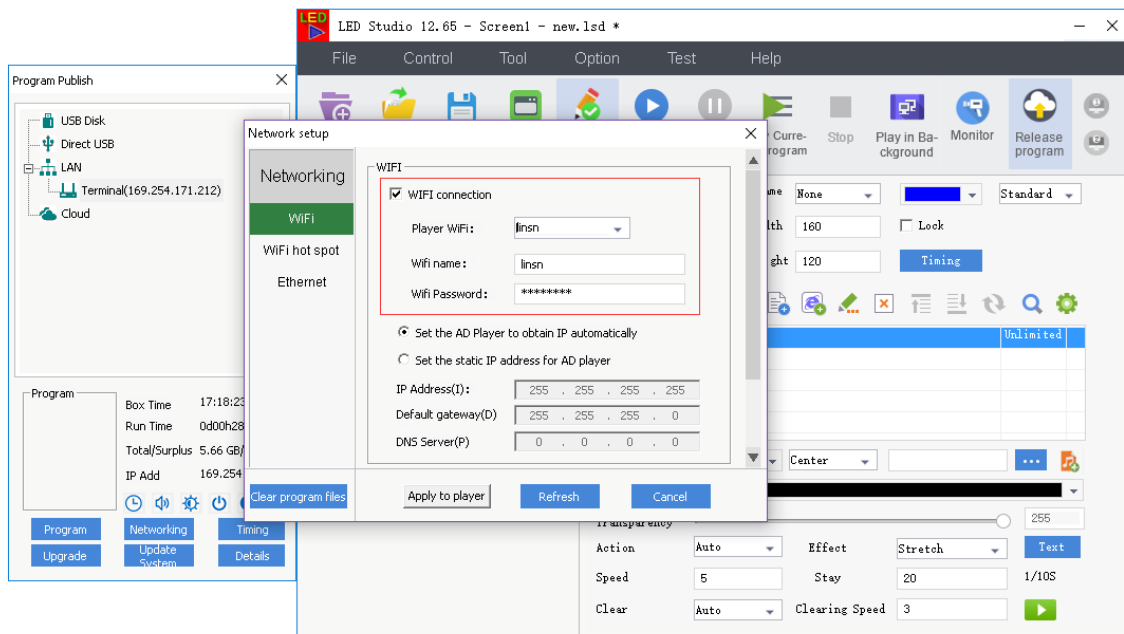 LED Studio 12.65 - Screen1 - new.lsd *
File Control Tool Option Test Help
Curre-
rogram
Stop
Play in Ba-
ckground
Monitor
Release
program
Program Publish
USB Disk
Direct USB
LAN
Terminal(169.254.171.212)
Cloud
Program
Box Time 17:18:23
Run Time 0d00h28
Total/Surplus 5.66 GB/
IP Add 169.254
Program Networking Timing
Upgrade Update System Details
Network setup
Networking
WiFi
WiFi hot spot
Ethernet
WIFI
WIFI connection
Player WiFi: linsn
Wifi name: linsn
Wifi Password: ********
Set the AD Player to obtain IP automatically
Set the static IP address for AD player
IP Address(I): 255 . 255 . 255 . 255
Default gateway(D) 255 . 255 . 255 . 0
DNS Server(P) 0 . 0 . 0 . 0
Clear program files Apply to player Refresh Cancel
me None Standard
dth 160 Lock
ght 120 Timing
Unlimited
Center ...
Transparency 255
Action Auto Effect Stretch Text
Speed 5 Stay 20 1/10S
Clear Auto Clearing Speed 3